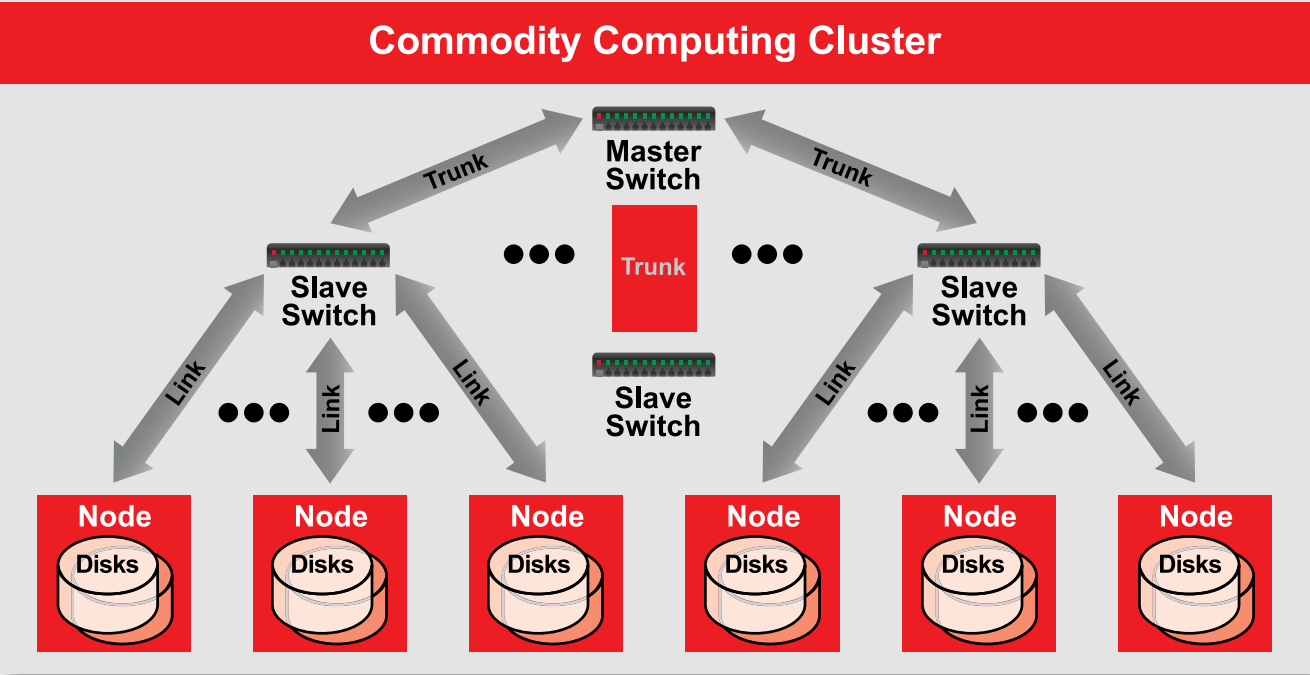 Commodity Computing Cluster
Master
Switch
Trunk
Trunk
Trunk
Slave
Switch
Slave
Switch
Slave
Switch
Link
Link
Link
Link
Link
Link
Node
Disks
Node
Disks
Node
Disks
Node
Disks
Node
Disks
Node
Disks